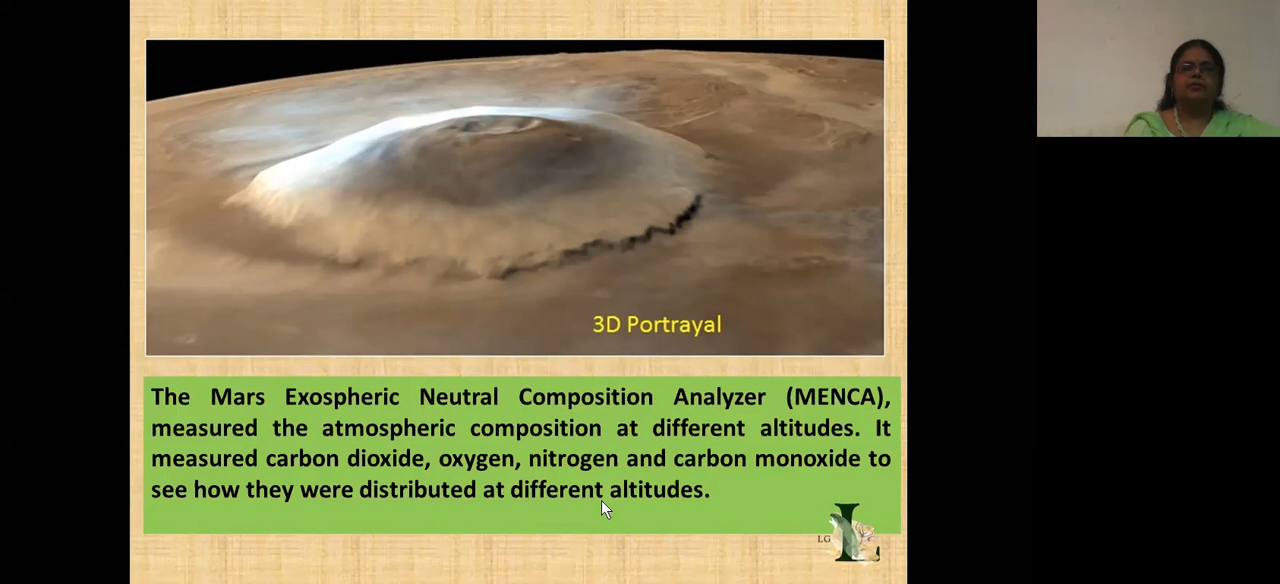 3D Portrayal
The Mars Exospheric Neutral Composition Analyzer (MENCA),
measured the atmospheric composition at different altitudes. It
measured carbon dioxide, oxygen, nitrogen and carbon monoxide to
see how they were distributed at different altitudes.
LG
L